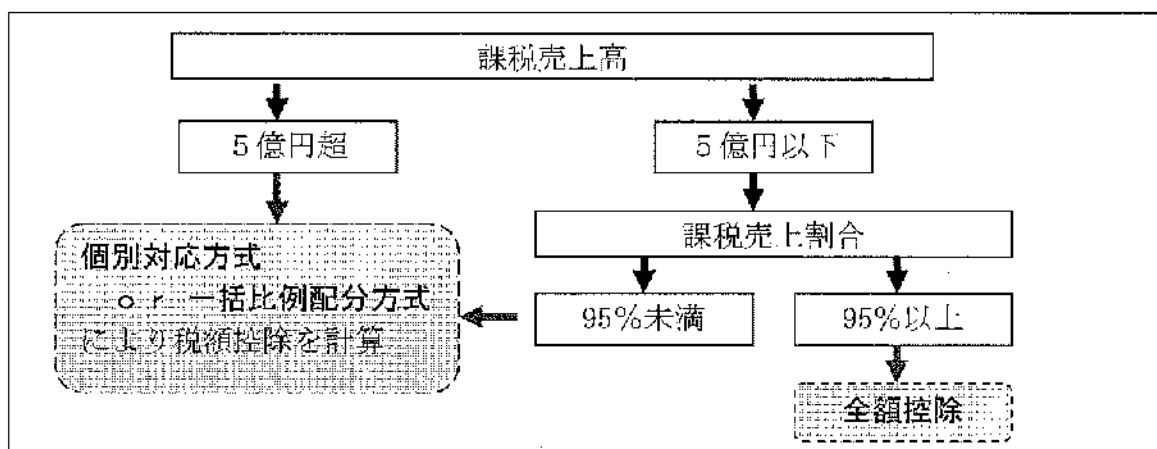 課税売上高
5億円超
5億円以下
課税売上割合
個別対応方式
or 一括比例配分方式
により税額控除を計算
95%未満
95%以上
全額控除